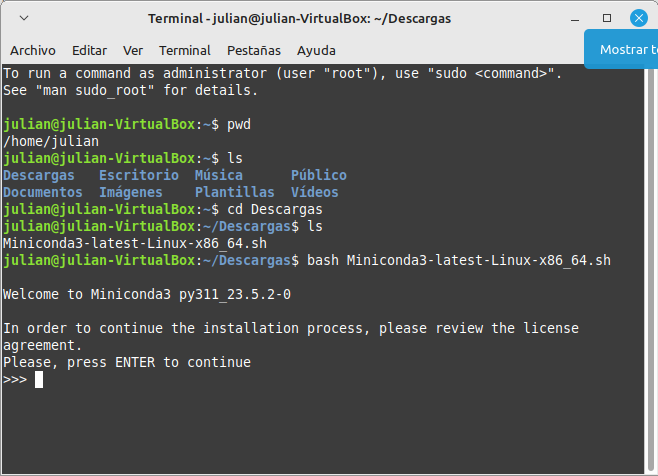 Terminal - julian@julian-VirtualBox: ~/Descargas
Archivo Editar Ver Terminal Pestañas Ayuda
Mostrar
To run a command as administrator (user "root"), use "sudo <command>".
See "man sudo_root" for details.
julian@julian-VirtualBox:~$ pwd
/home/julian
julian@julian-VirtualBox:~$ ls
Descargas Escritorio Música Público
Documentos Imágenes Plantillas Vídeos
julian@julian-VirtualBox:~$ cd Descargas
julian@julian-VirtualBox:~/Descargas$ ls
Miniconda3-latest-Linux-x86_64.sh
julian@julian-VirtualBox:~/Descargas$ bash Miniconda3-latest-Linux-x86_64.sh
Welcome to Miniconda3 py311_23.5.2-0
In order to continue the installation process, please review the license
agreement.
Please, press ENTER to continue
>>>